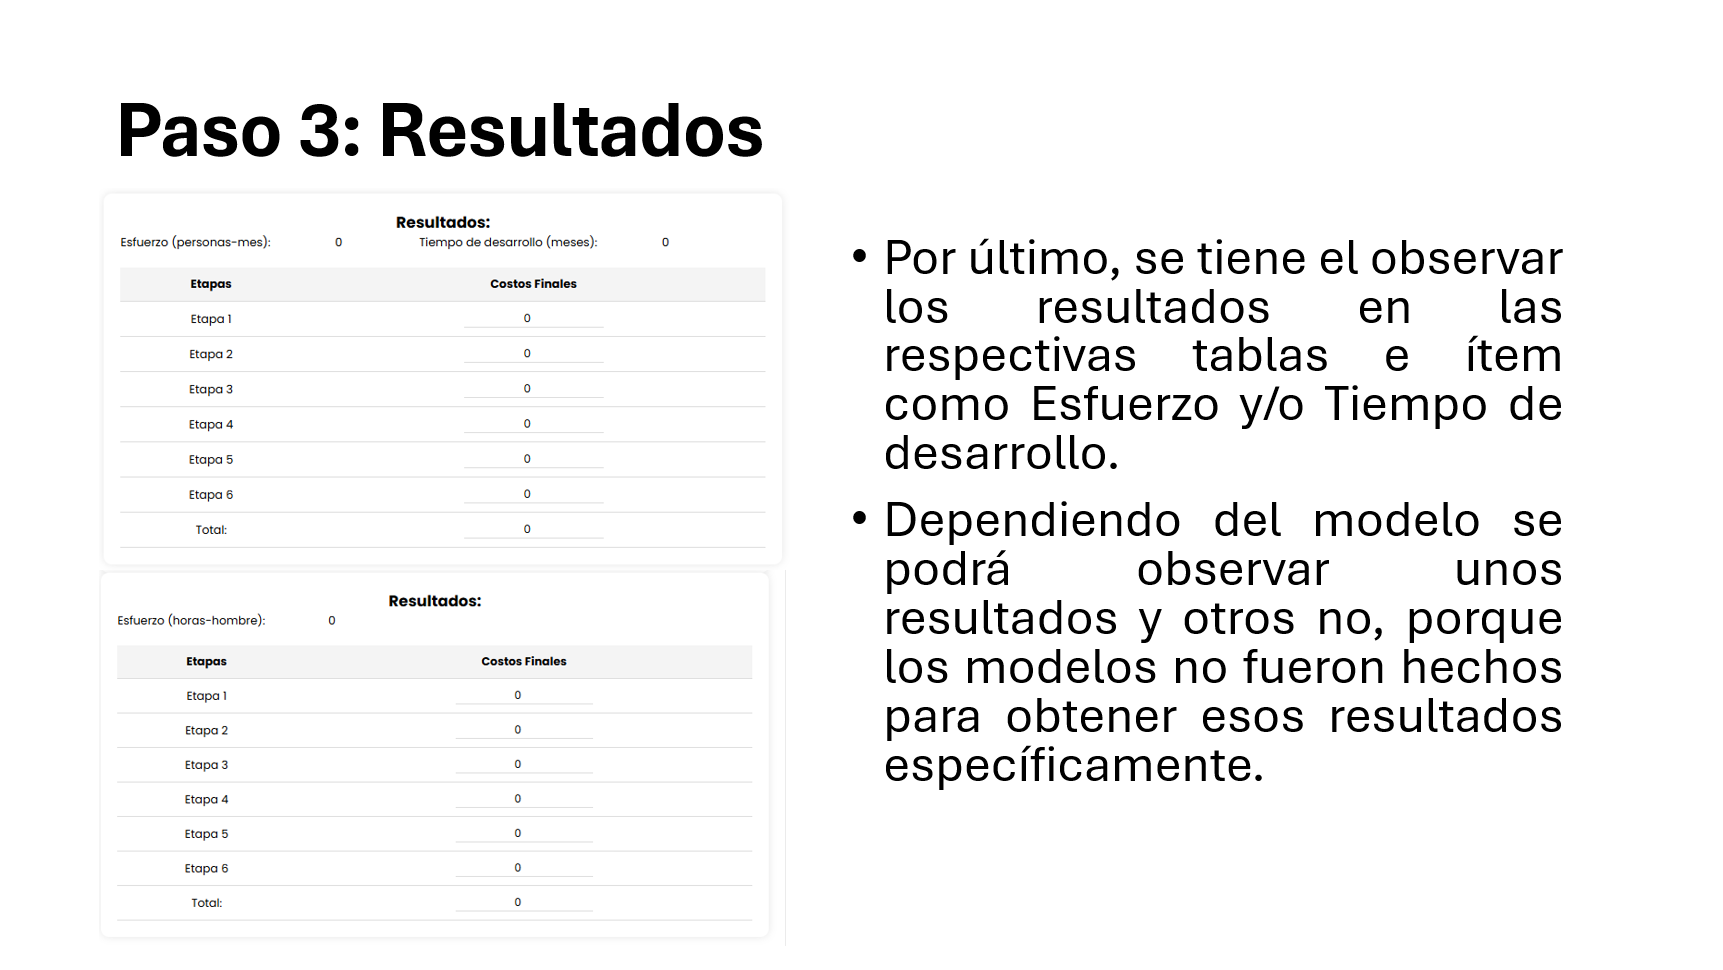 Paso 3: Resultados
Resultados:
Esfuerzo (personas-mes): 0 Tiempo de desarrollo (meses): 0
Etapas Costos Finales
Etapa 1 0
Etapa 2 0
Etapa 3 0
Etapa 4 0
Etapa 5 0
Etapa 6 0
Total: 0
Resultados:
Esfuerzo (horas-hombre): 0
Etapas Costos Finales
Etapa 1 0
Etapa 2 0
Etapa 3 0
Etapa 4 0
Etapa 5 0
Etapa 6 0
Total: 0
• Por último, se tiene el observar
los resultados en las
respectivas tablas e ítem
como Esfuerzo y/o Tiempo de
desarrollo.
• Dependiendo del modelo se
podrá observar unos
resultados y otros no, porque
los modelos no fueron hechos
para obtener esos resultados
específicamente.